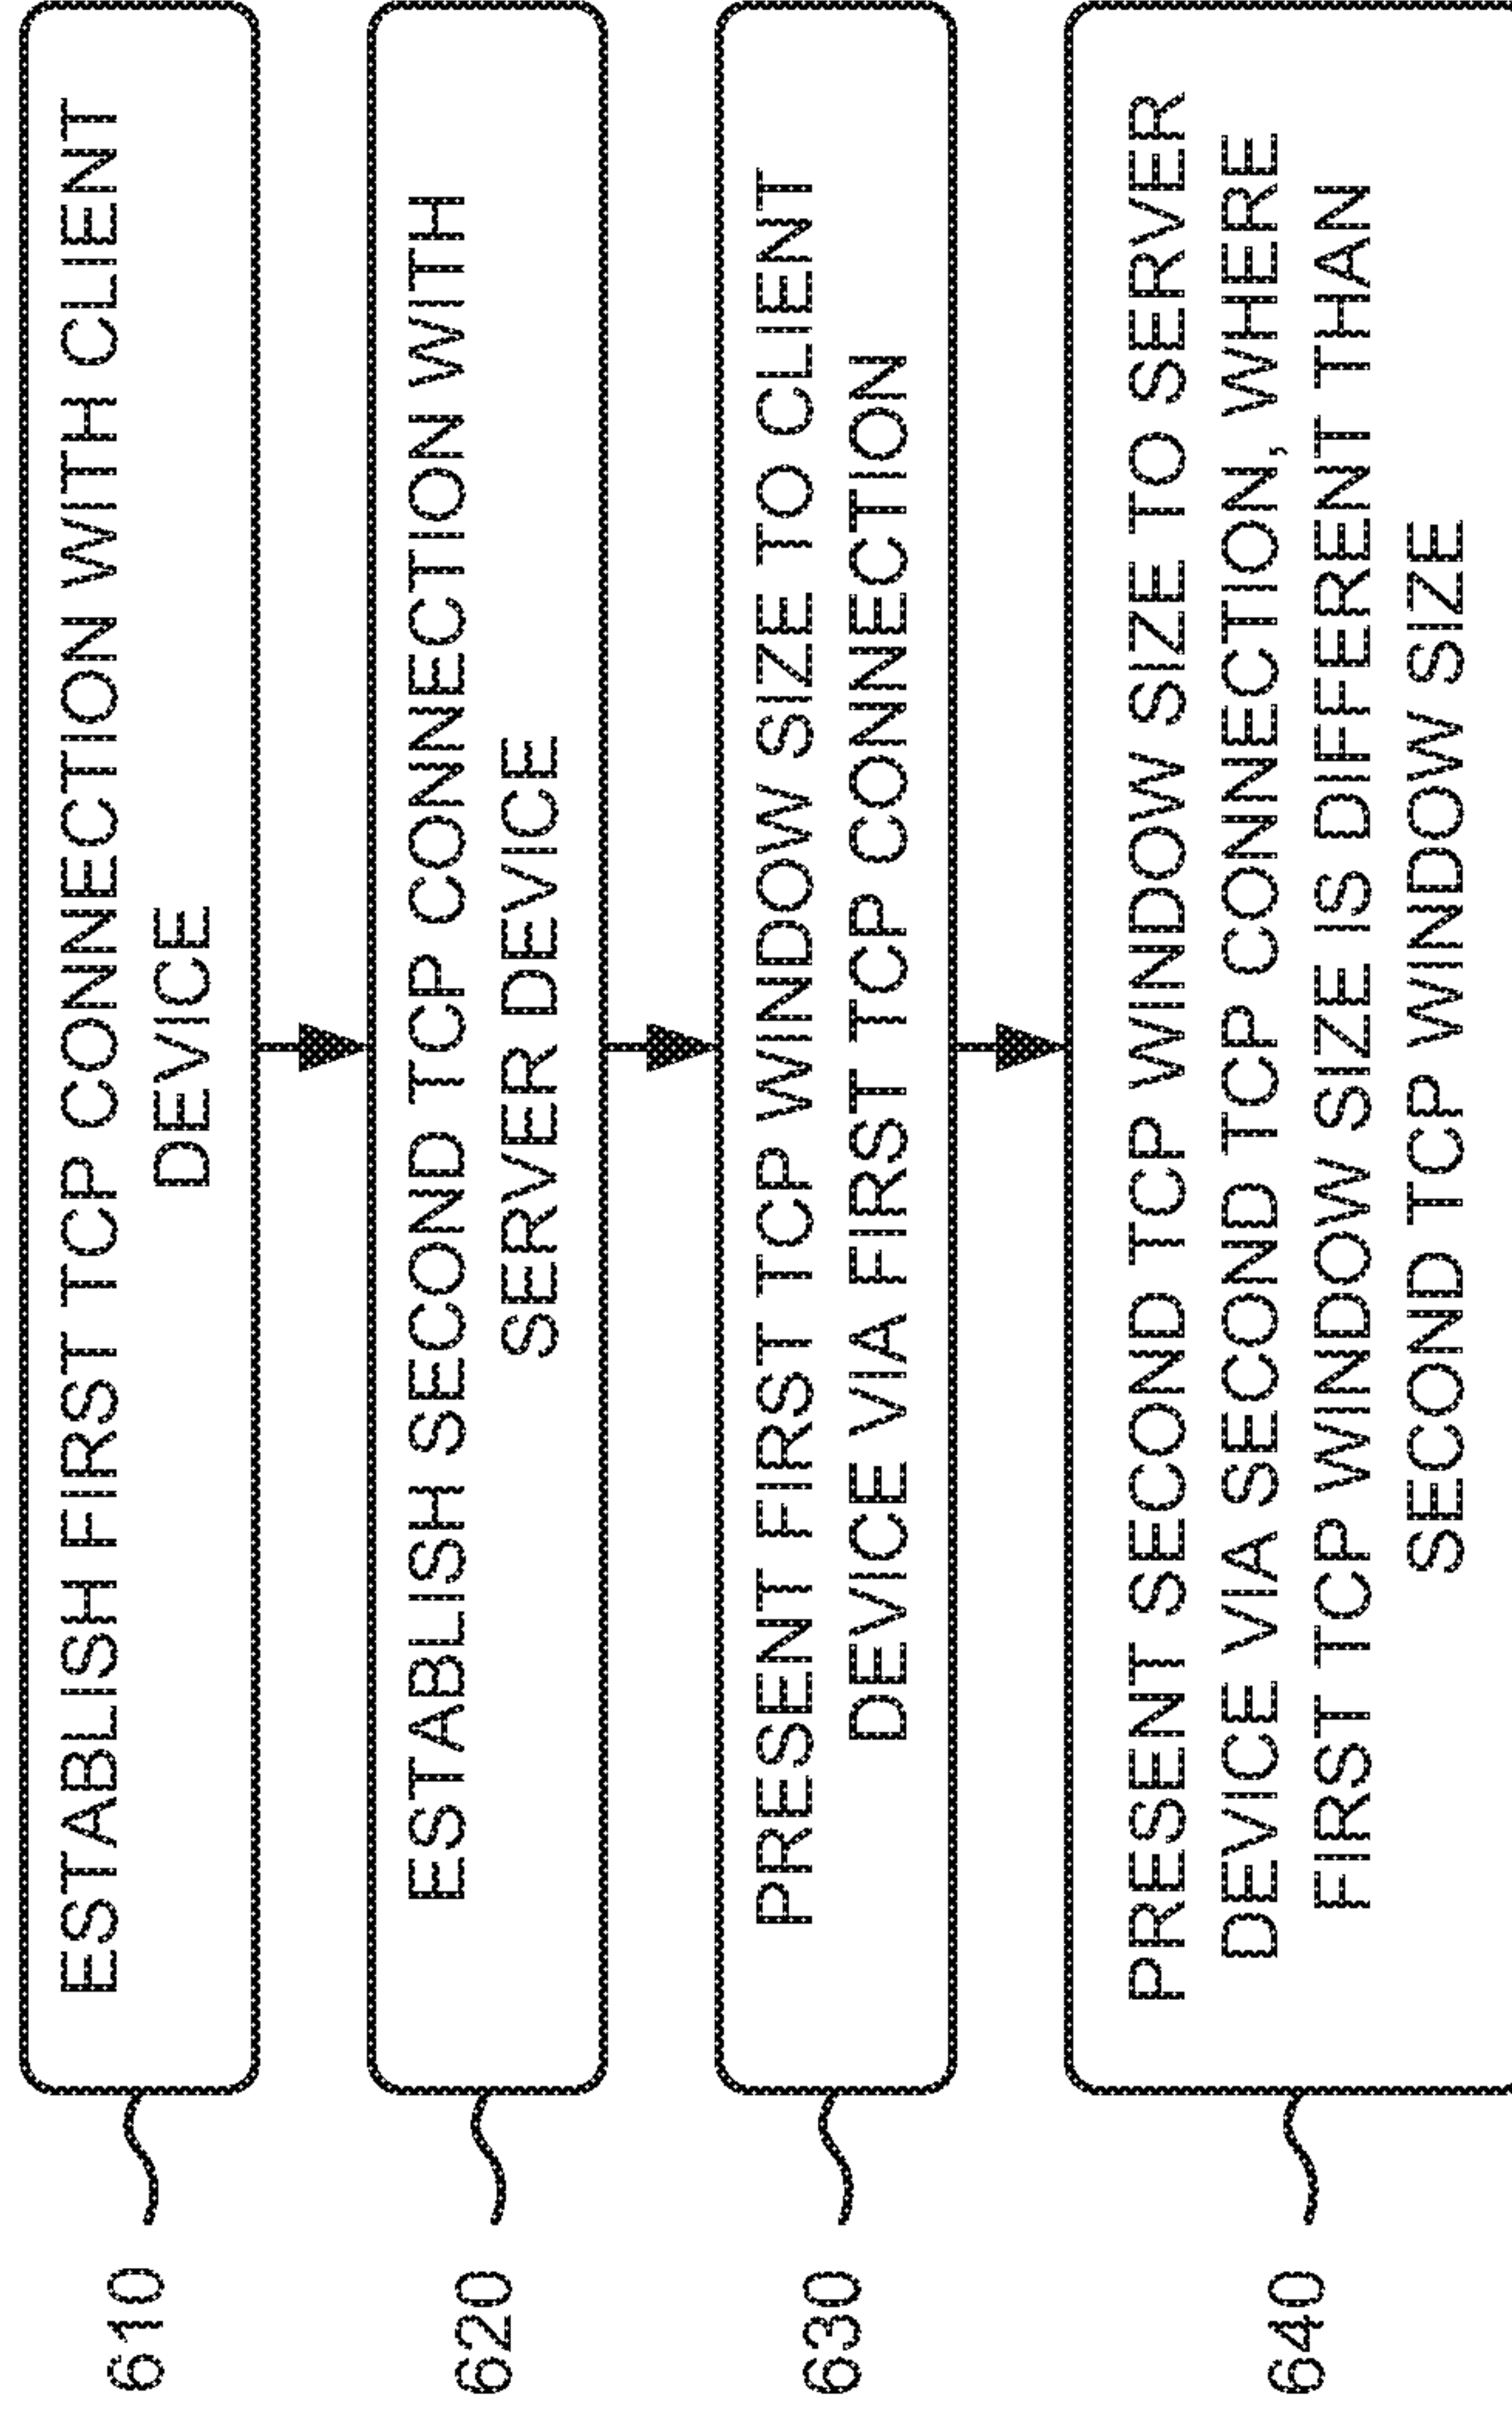 610
ESTABLISH FIRST TCP CONNECTION WITH CLIENT
DEVICE
620
ESTABLISH SECOND TCP CONNECTION WITH
SERVER DEVICE
630
PRESENT FIRST TCP WINDOW SIZE TO CLIENT
DEVICE VIA FIRST TCP CONNECTION
640
PRESENT SECOND TCP WINDOW SIZE TO SERVER
DEVICE VIA SECOND TCP CONNECTION, WHERE
FIRST TCP WINDOW SIZE IS DIFFERENT THAN
SECOND TCP WINDOW SIZE